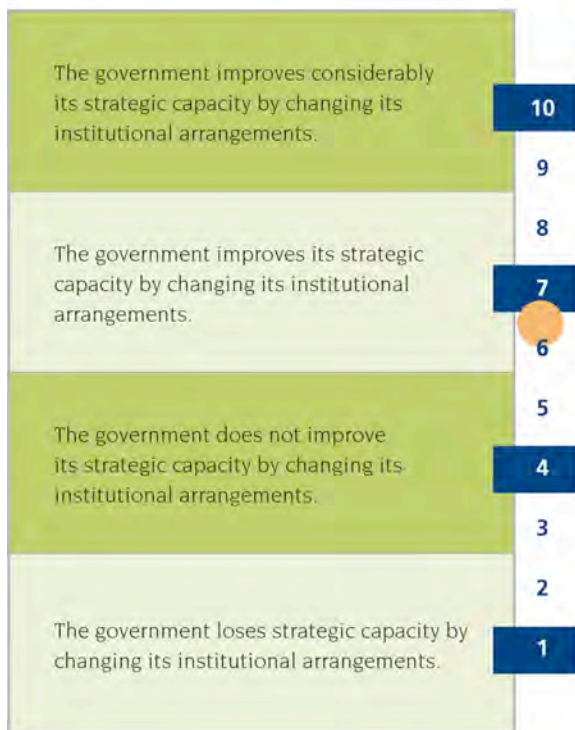 The government improves considerably
its strategic capacity by changing its
institutional arrangements.
10
9
8
The government improves its strategic
capacity by changing its institutional
arrangements.
7
6
5
The government does not improve
its strategic capacity by changing its
institutional arrangements.
4
3
2
The government loses strategic capacity by
changing its institutional arrangements.
1